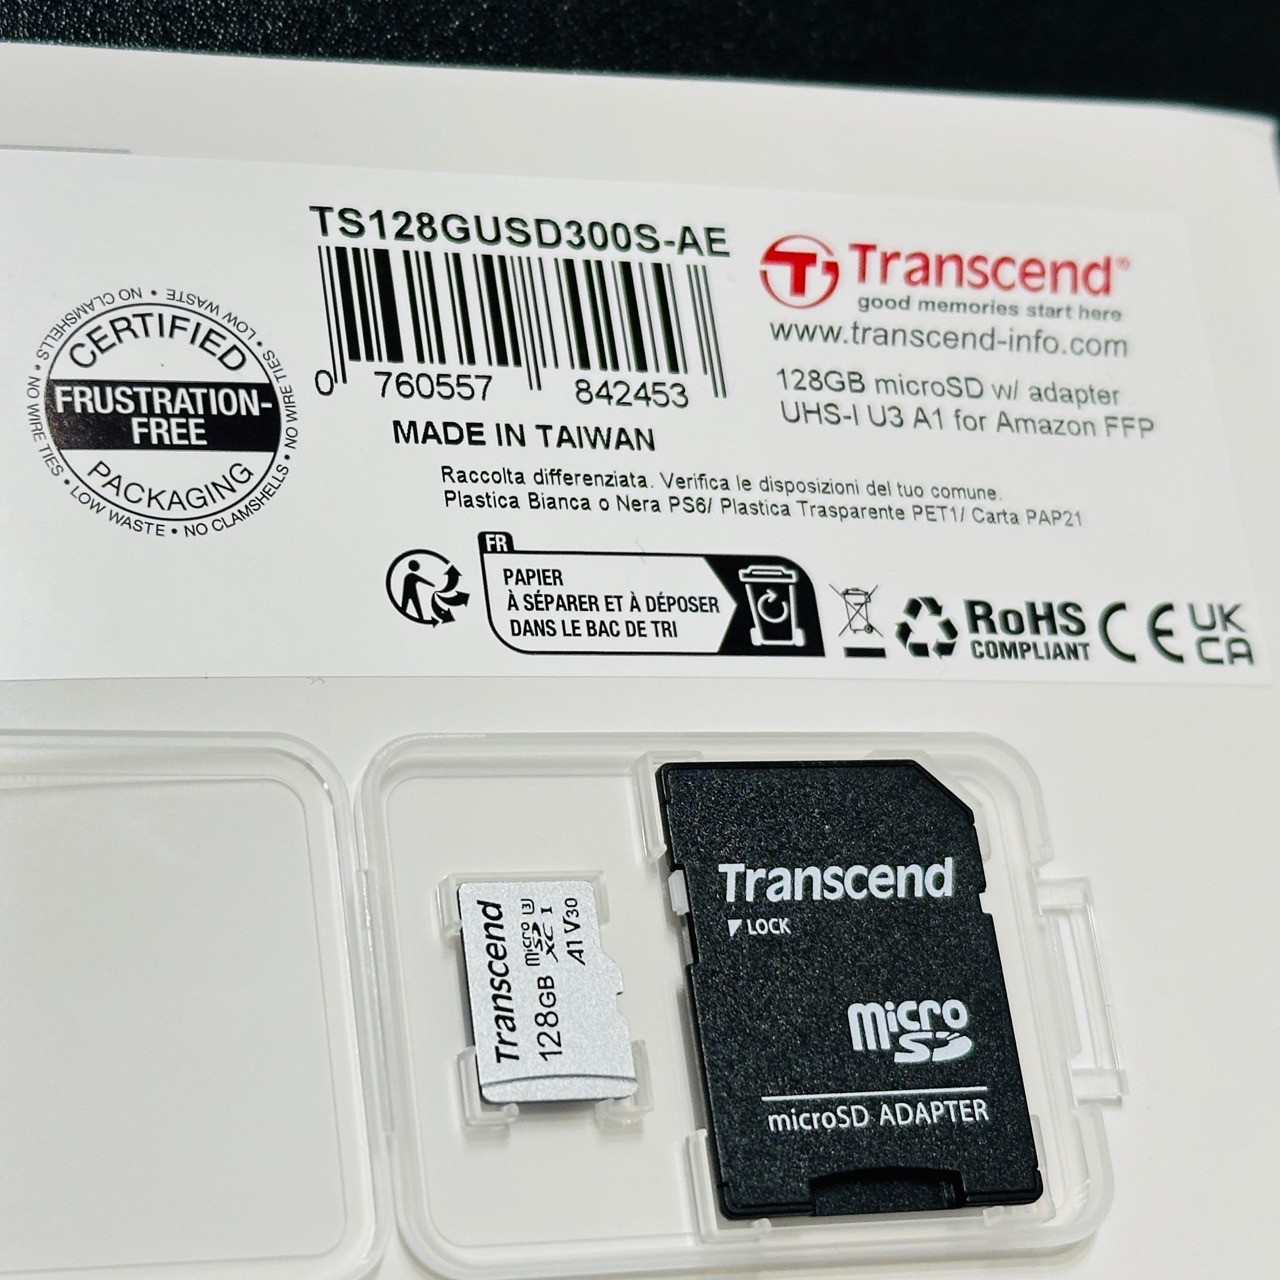 TS128GUSD300S-AE
0 760557 842453
MADE IN TAIWAN
Transcend®
good memories start here
www.transcend-info.com
128GB microSD w/ adapter
UHS-I U3 A1 for Amazon FFP
CERTIFIED
FRUSTRATION-
FREE
PACKAGING
NO WIRE TIES • LOW WASTE • NO CLAMSHELLS • NO WIRE TIES • LOW WASTE • NO CLAMSHELLS •
Raccolta differenziata. Verifica le disposizioni del tuo comune.
Plastica Bianca o Nera PS6/ Plastica Trasparente PET1/ Carta PAP21
FR
PAPIER
À SÉPARER ET À DÉPOSER
DANS LE BAC DE TRI
RoHS
COMPLIANT
CE
UK
CA
Transcend
128GB
micro SD XC I U3
A1 V30
Transcend
LOCK
micro
SD
microSD ADAPTER